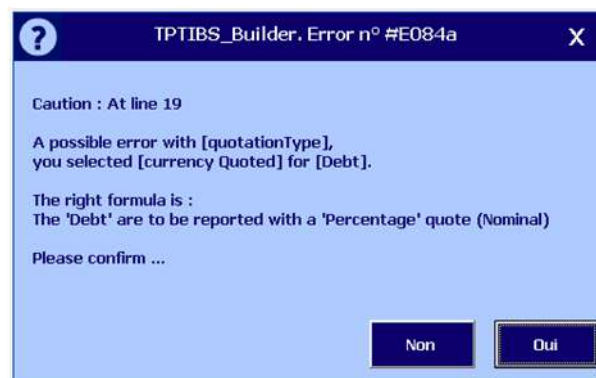 ?
TPTIBS_Builder. Error n° #E084a
X
Caution : At line 19
A possible error with [quotationType],
you selected [currency Quoted] for [Debt].
The right formula is :
The 'Debt' are to be reported with a 'Percentage' quote (Nominal)
Please confirm ...
Non
Oui